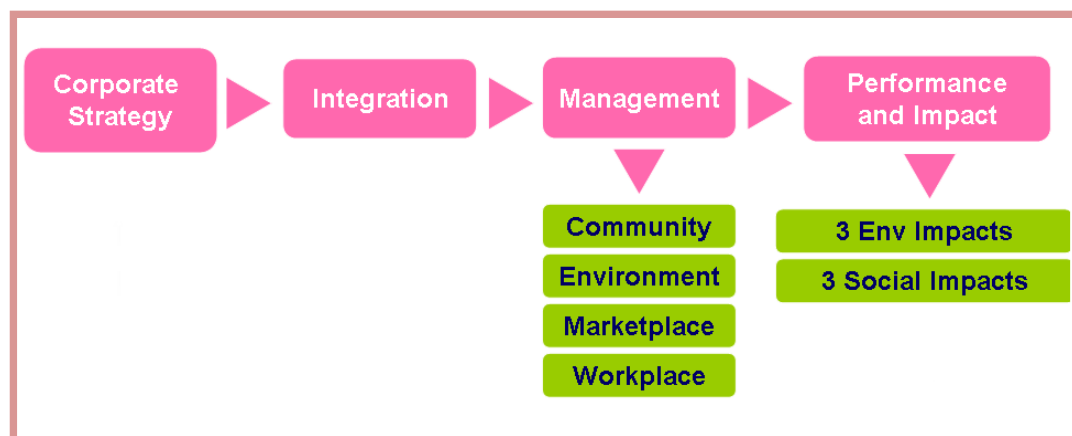 Corporate
Strategy
Integration
Management
Performance
and Impact
Community
Environment
Marketplace
Workplace
3 Env Impacts
3 Social Impacts